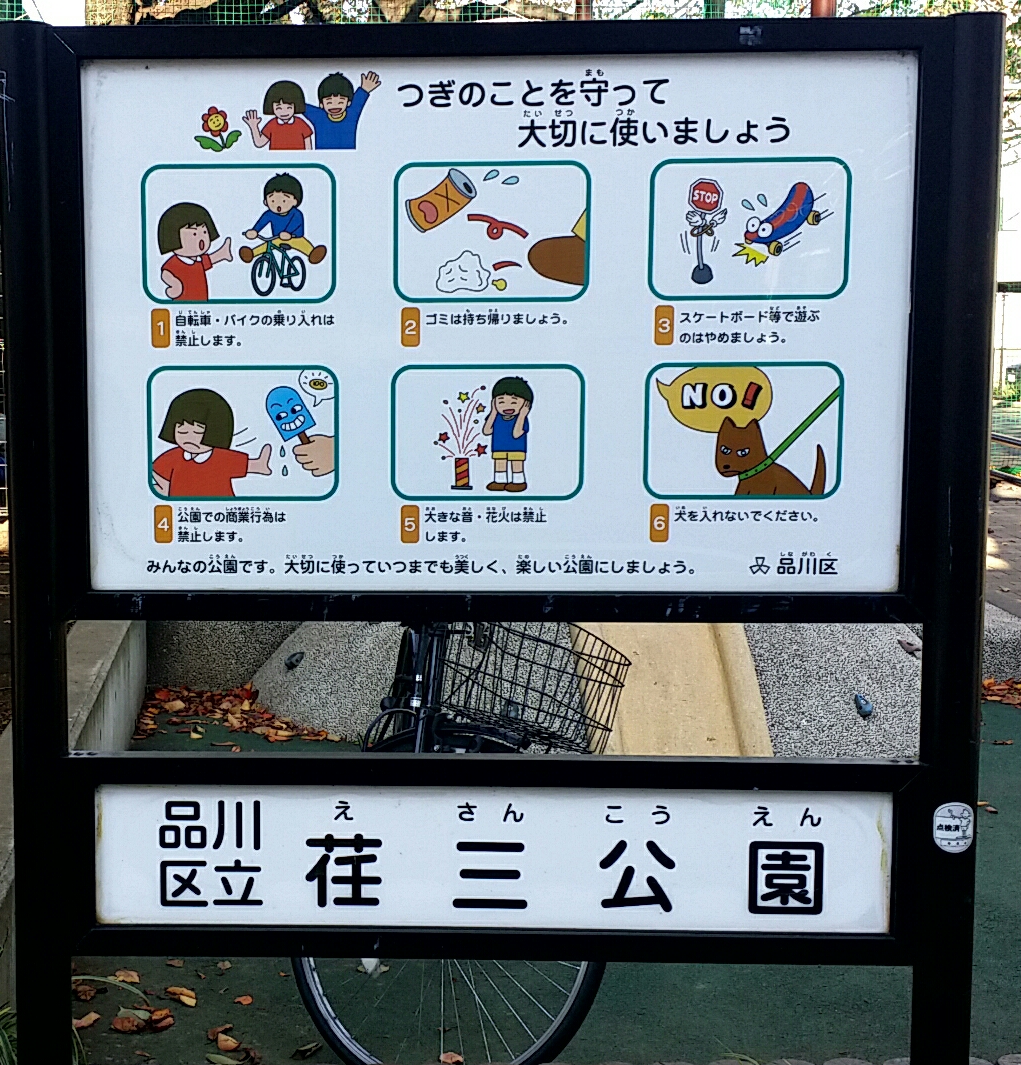 つぎのことを守って
大切に使いましょう
STOP
1 自転車・バイクの乗り入れは
禁止します。
2 ゴミは持ち帰りましょう。
3 スケートボード等で遊ぶ
のはやめましょう。
100
NO!
4 公園での商業行為は
禁止します。
5 大きな音・花火は禁止
します。
6 犬を入れないでください。
みんなの公園です。大切に使っていつまでも美しく、楽しい公園にしましょう。
品川区
品川
区立
え さん こう えん
荏三公園
点検済